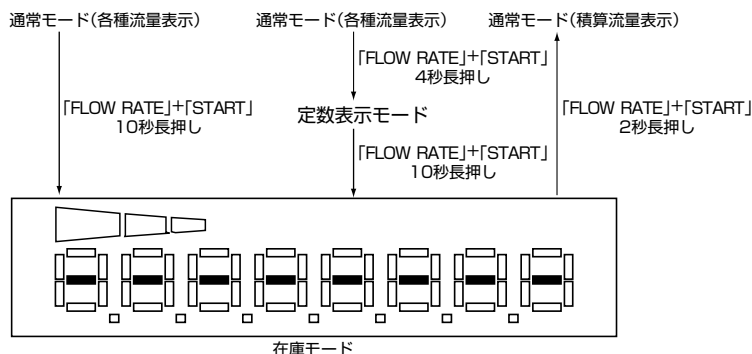 通常モード(各種流量表示)
通常モード(各種流量表示)
通常モード(積算流量表示)
「FLOW RATE」+「START」
4秒長押し
「FLOW RATE」+「START」
10秒長押し
定数表示モード
「FLOW RATE」+「START」
2秒長押し
「FLOW RATE」+「START」
10秒長押し
在庫モード